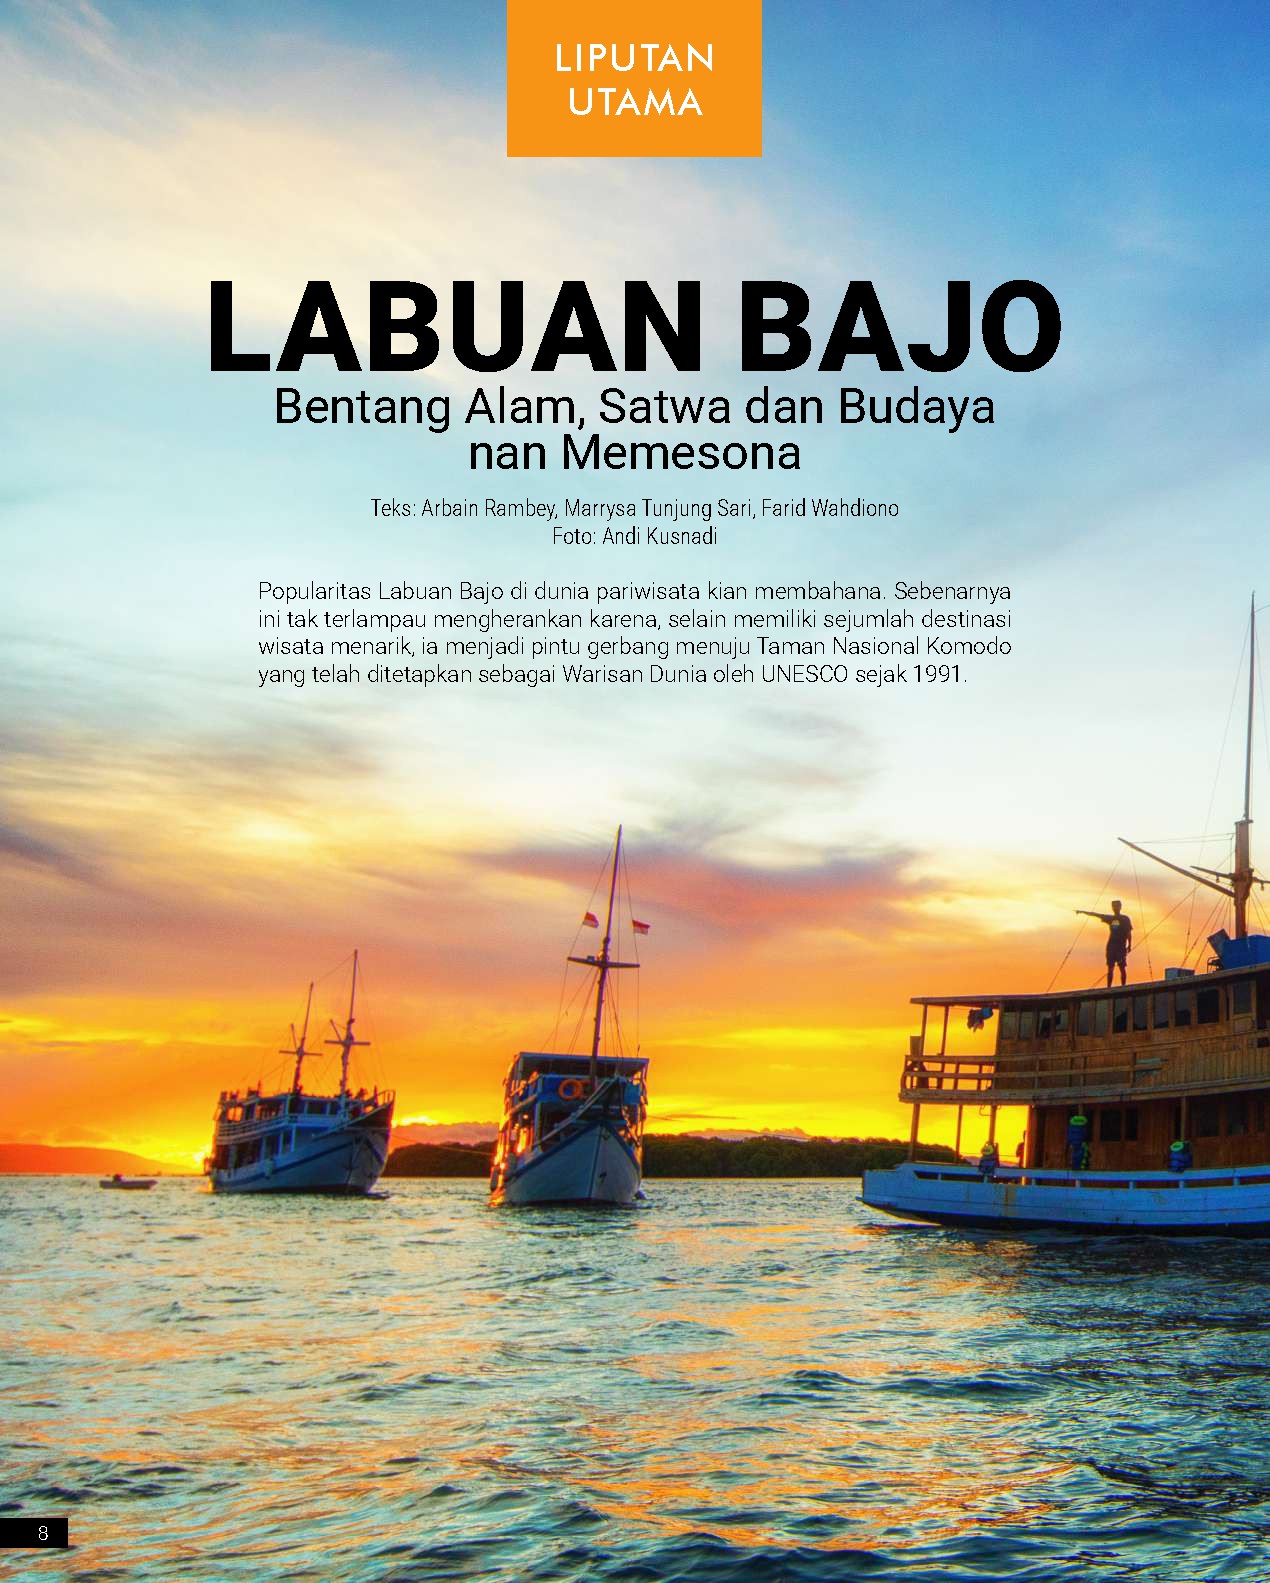 LIPUTAN
UTAMA
LABUAN BAJO
Bentang Alam, Satwa dan Budaya
nan Memesona
Teks: Arbain Rambey, Marrysa Tunjung Sari, Farid Wahdiono
Foto: Andi Kusnadi
Popularitas Labuan Bajo di dunia pariwisata kian membahana. Sebenarnya
ini tak terlampau mengherankan karena, selain memiliki sejumlah destinasi
wisata menarik, ia menjadi pintu gerbang menuju Taman Nasional Komodo
yang telah ditetapkan sebagai Warisan Dunia oleh UNESCO sejak 1991.
8